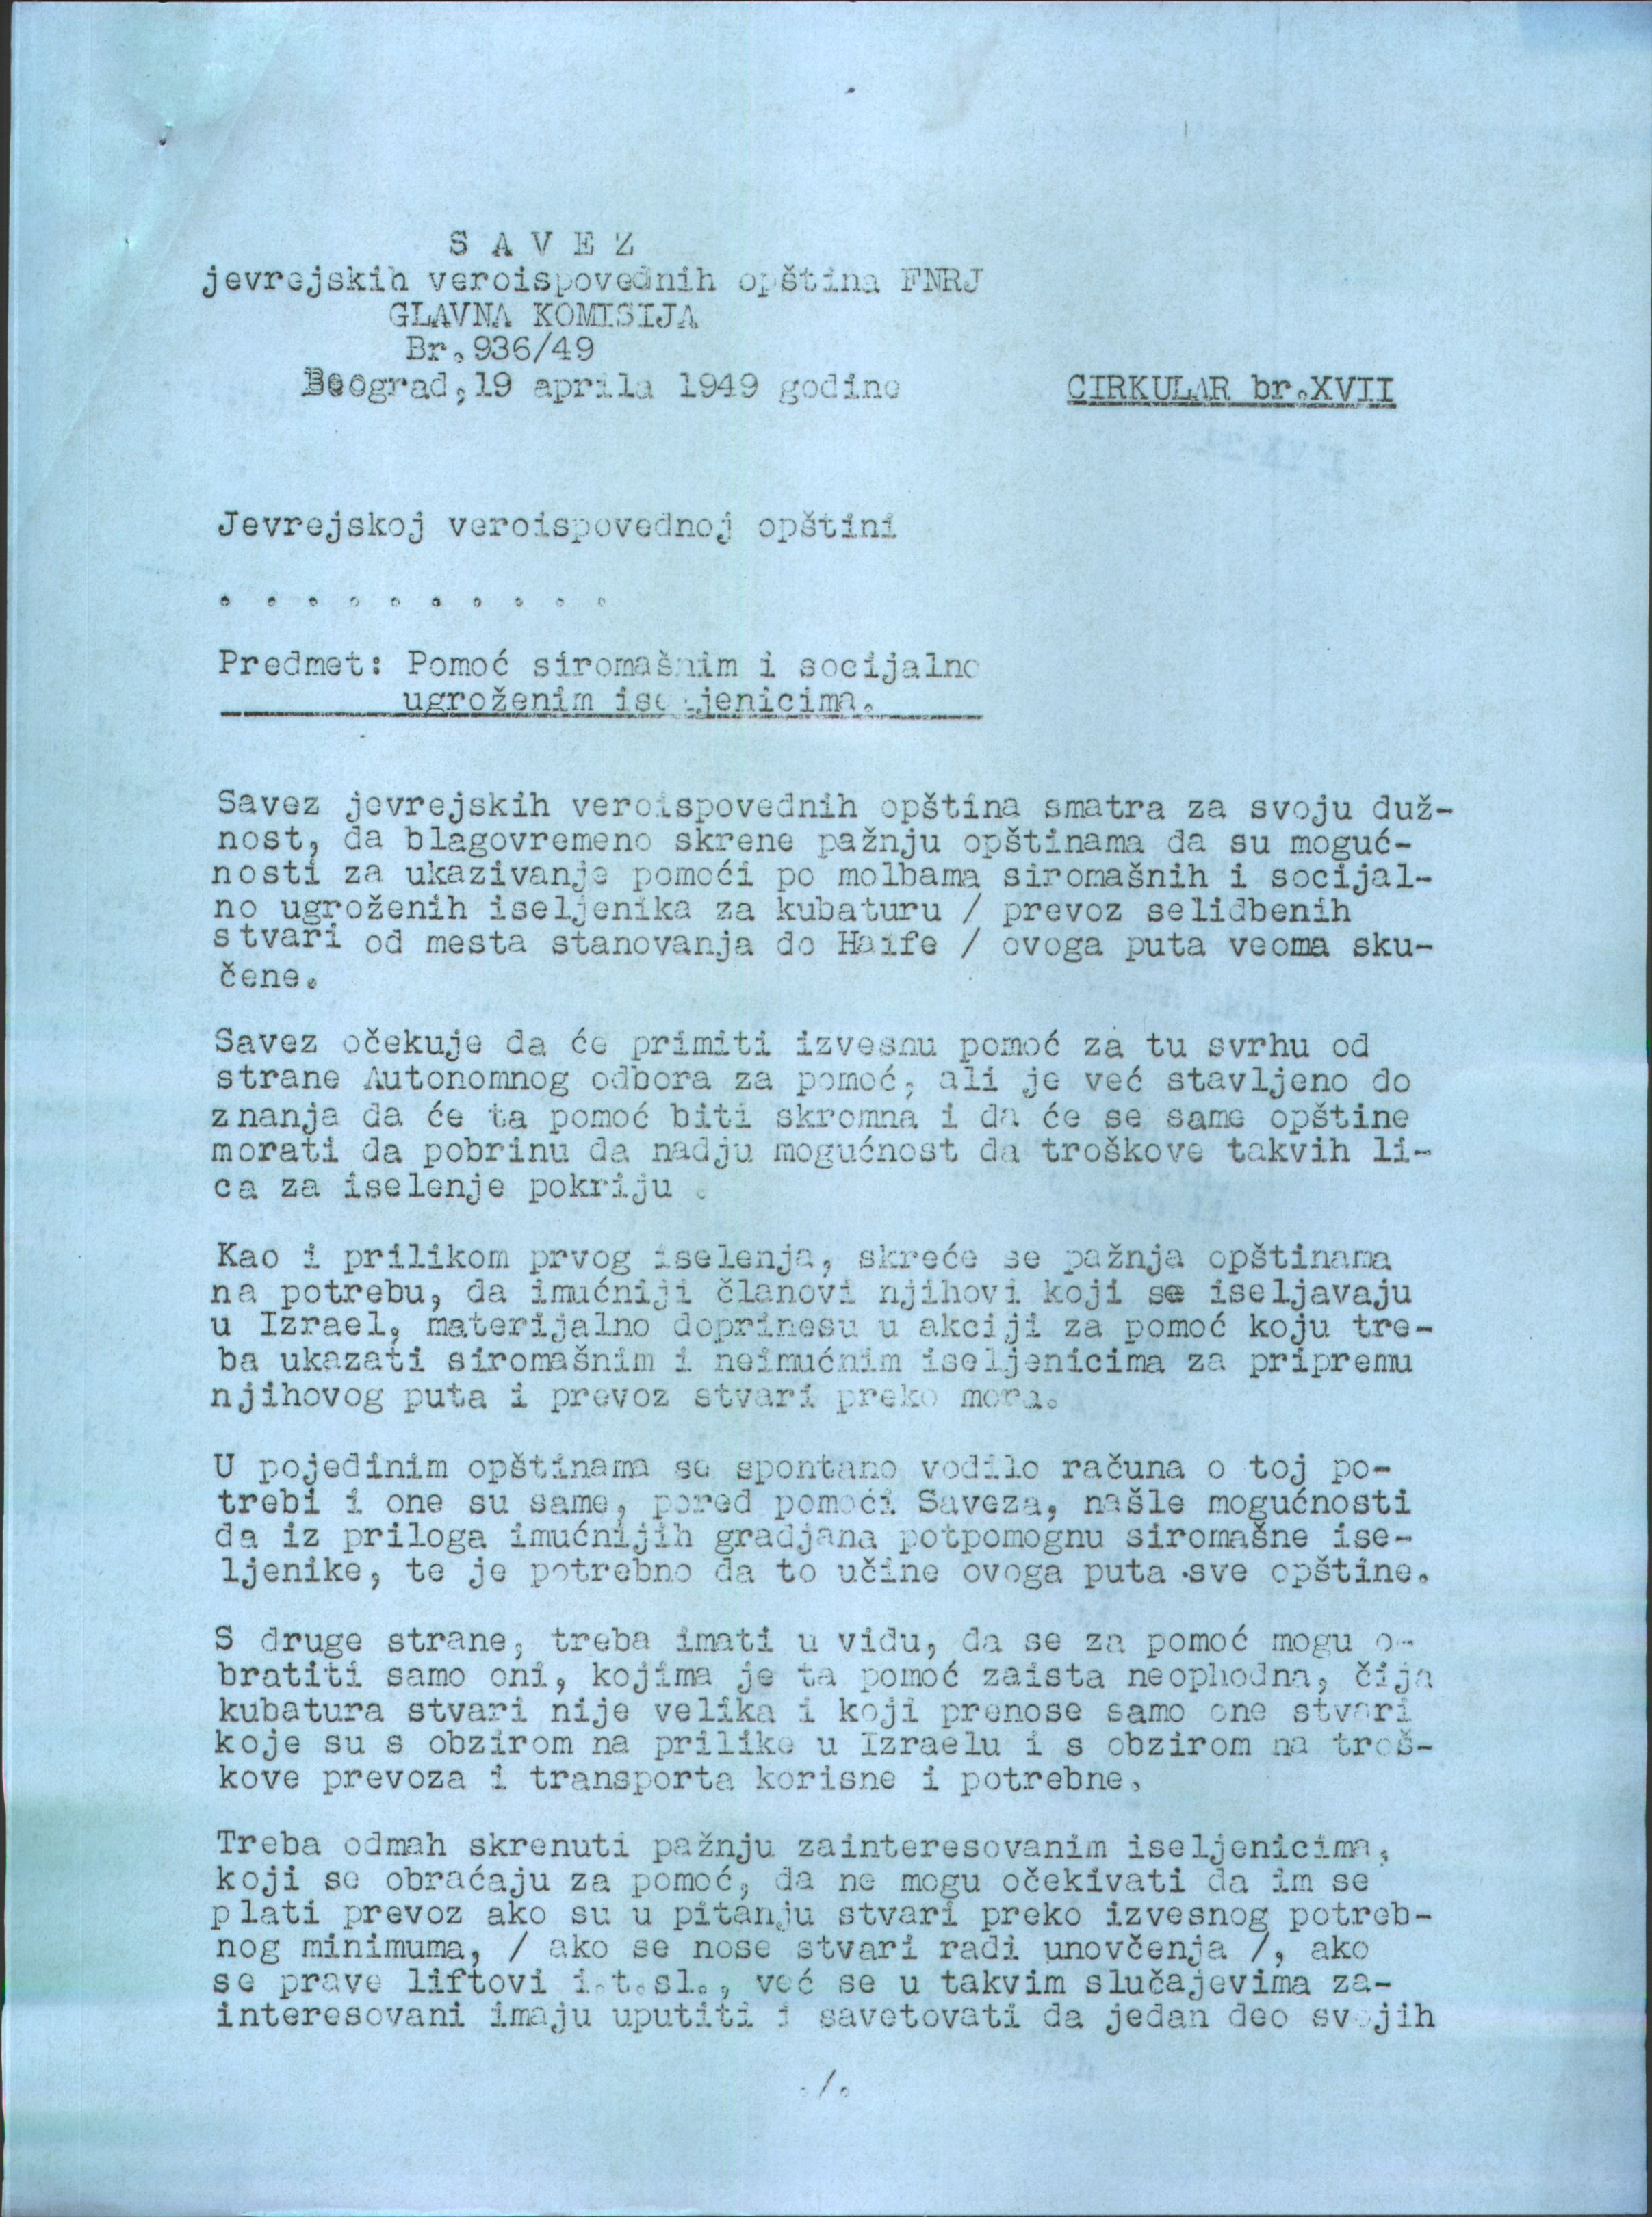 S A V E Z
jevrejskih veroispovednih opština FNRJ
GLAVNA KOMISIJA
Br.936/49
Beograd,19 aprila 1949 godine
CIRKULAR br.XVII
Jevrejskoj veroispovednoj opštini
. . . . . . . . . .
Predmet: Pomoć siromašnim i socijalno
ugroženim iseljenicima.
Savez jevrejskih veroispovednih opština smatra za svoju duž-
nost, da blagovremeno skrene pažnju opštinama da su moguć-
nosti za ukazivanje pomoći po molbama siromašnih i socijal-
no ugroženih iseljenika za kubaturu / prevoz selidbenih
stvari od mesta stanovanja do Haife / ovoga puta veoma sku-
čene.
Savez očekuje da će primiti izvesnu pomoć za tu svrhu od
strane Autonomnog odbora za pomoć, ali je već stavljeno do
znanja da će ta pomoć biti skromna i da će se same opštine
morati da pobrinu da nadju mogućnost da troškove takvih li-
ca za iselenje pokriju .
Kao i prilikom prvog iselenja, skreće se pažnja opštinama
na potrebu, da imućniji članovi njihovi koji se iseljavaju
u Izrael, materijalno doprinesu u akciji za pomoć koju tre-
ba ukazati siromašnim i neimućnim iseljenicima za pripremu
njihovog puta i prevoz stvari preko mora.
U pojedinim opštinama se spontano vodilo računa o toj po-
trebi i one su same, pored pomoći Saveza, našle mogućnosti
da iz priloga imućnijih gradjana potpomognu siromašne ise-
ljenike, te je potrebno da to učine ovoga puta sve opštine.
S druge strane, treba imati u vidu, da se za pomoć mogu o-
bratiti samo oni, kojima je ta pomoć zaista neophodna, čija
kubatura stvari nije velika i koji prenose samo one stvari
koje su s obzirom na prilike u Izraelu i s obzirom na troš-
kove prevoza i transporta korisne i potrebne.
Treba odmah skrenuti pažnju zainteresovanim iseljenicima,
koji se obraćaju za pomoć, da ne mogu očekivati da im se
plati prevoz ako su u pitanju stvari preko izvesnog potreb-
nog minimuma, / ako se nose stvari radi unovčenja /, ako
se prave liftovi i.t.sl., već se u takvim slučajevima za-
interesovani imaju uputiti i savetovati da jedan deo svojih
./.